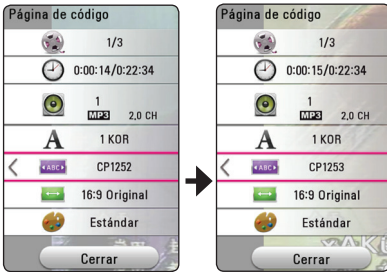 Página de código
1/3
0:00:14/0:22:34
1
MP3 2,0 CH
A 1 KOR
ABC CP1252
16:9 Original
Estándar
Cerrar
Página de código
1/3
0:00:15/0:22:34
1
MP3 2,0 CH
A 1 KOR
ABC CP1253
16:9 Original
Estándar
Cerrar